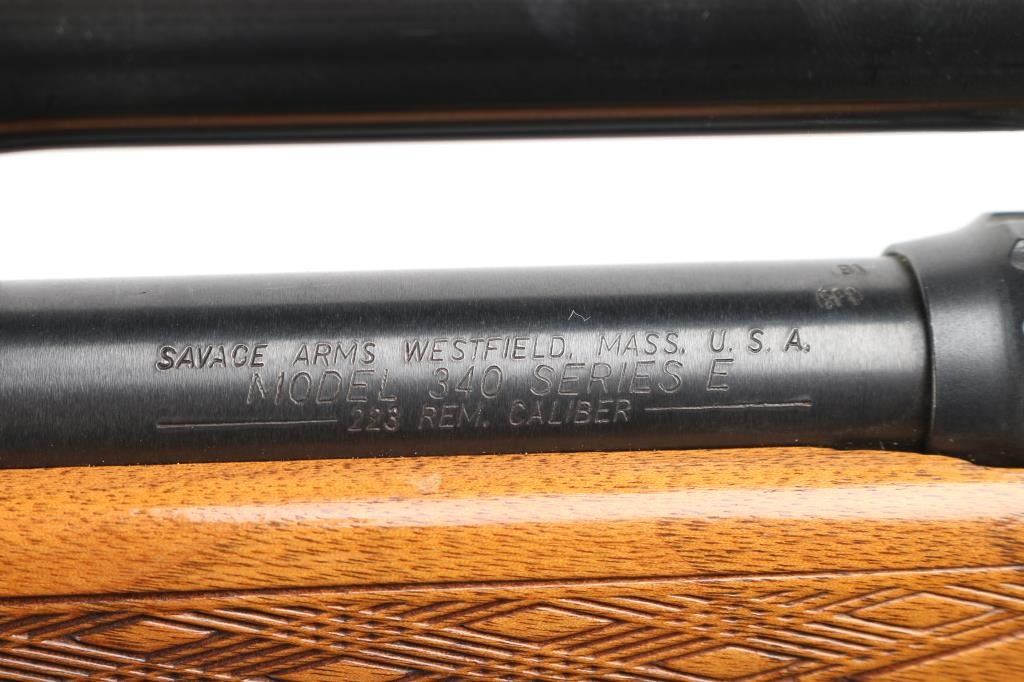 SAVAGE ARMS WESTFIELD, MASS, U. S. A.
MODEL 340 SERIES E
223 REM. CALIBER